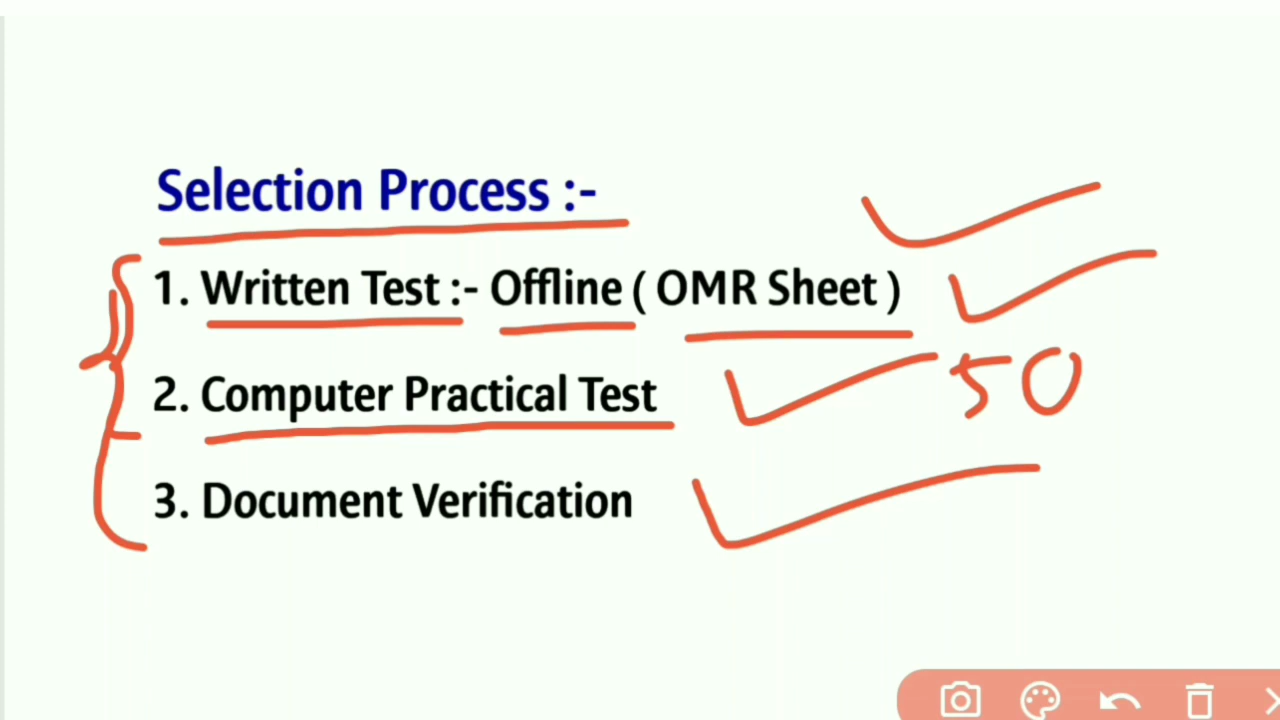 Selection Process :-
1. Written Test :- Offline ( OMR Sheet )
2. Computer Practical Test 50
3. Document Verification